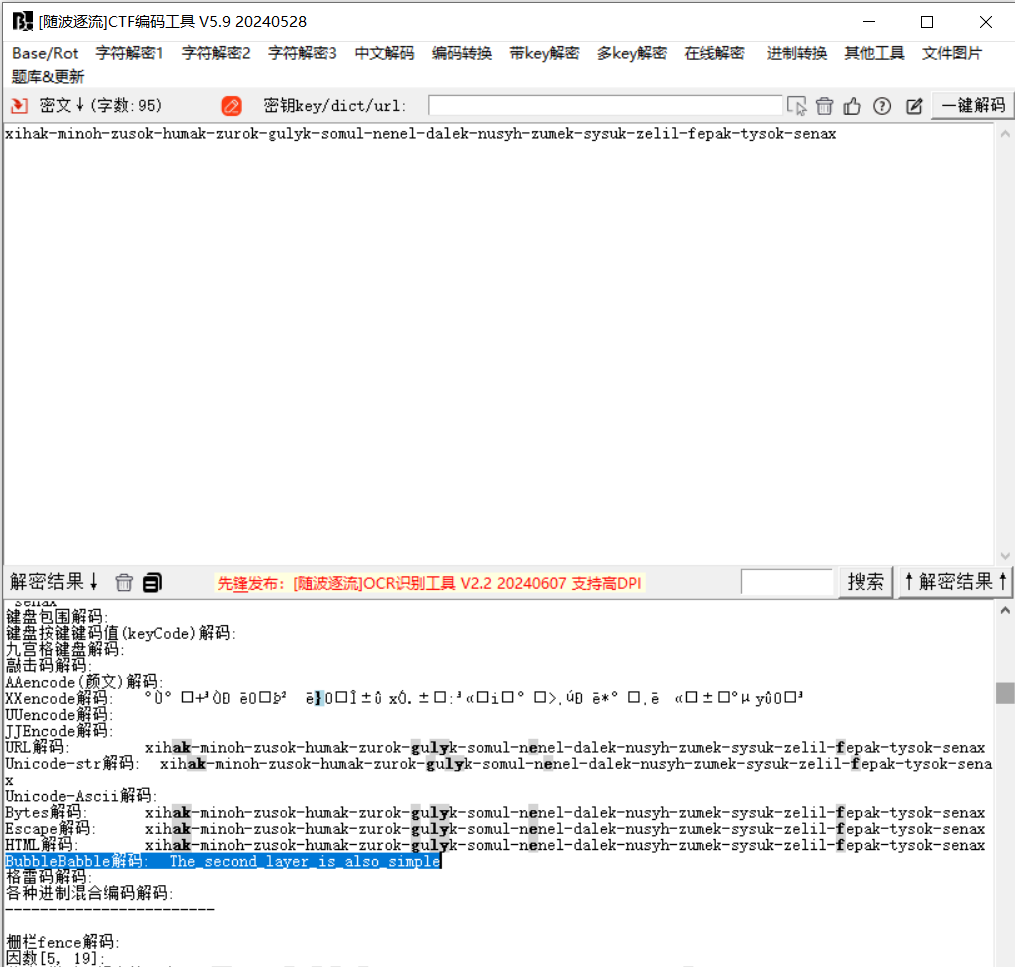 [随波逐流]CTF编码工具 V5.9 20240528
Base/Rot 字符解密1 字符解密2 字符解密3 中文解码 编码转换 带key解密 多key解密 在线解密 进制转换 其他工具 文件图片
题库&更新
密文↓(字数:95) 密钥key/dict/url: 一键解码
xihak-minoh-zusok-humak-zurok-gulyk-somul-nenel-dalek-nusyh-zumek-sysuk-zelil-fepak-tysok-senax
解密结果↓ 先锋发布：[随波逐流]OCR识别工具 V2.2 20240607 支持高DPI 搜索 ↑解密结果↑
senax
键盘包围解码:
键盘按键键码值(keyCode)解码:
九宫格键盘解码:
敲击码解码:
AAencode(颜文)解码:
XXencode解码:
UUencode解码:
JJEncode解码:
URL解码: xihak-minoh-zusok-humak-zurok-gulyk-somul-nenel-dalek-nusyh-zumek-sysuk-zelil-fepak-tysok-senax
Unicode-str解码: xihak-minoh-zusok-humak-zurok-gulyk-somul-nenel-dalek-nusyh-zumek-sysuk-zelil-fepak-tysok-sena
x
Unicode-Ascii解码:
Bytes解码: xihak-minoh-zusok-humak-zurok-gulyk-somul-nenel-dalek-nusyh-zumek-sysuk-zelil-fepak-tysok-senax
Escape解码: xihak-minoh-zusok-humak-zurok-gulyk-somul-nenel-dalek-nusyh-zumek-sysuk-zelil-fepak-tysok-senax
HTML解码: xihak-minoh-zusok-humak-zurok-gulyk-somul-nenel-dalek-nusyh-zumek-sysuk-zelil-fepak-tysok-senax
BubbleBabble解码: The_second_layer_is_also_simple
格雷码解码:
各种进制混合编码解码:
------------------------
栅栏fence解码:
因数[5, 19]: